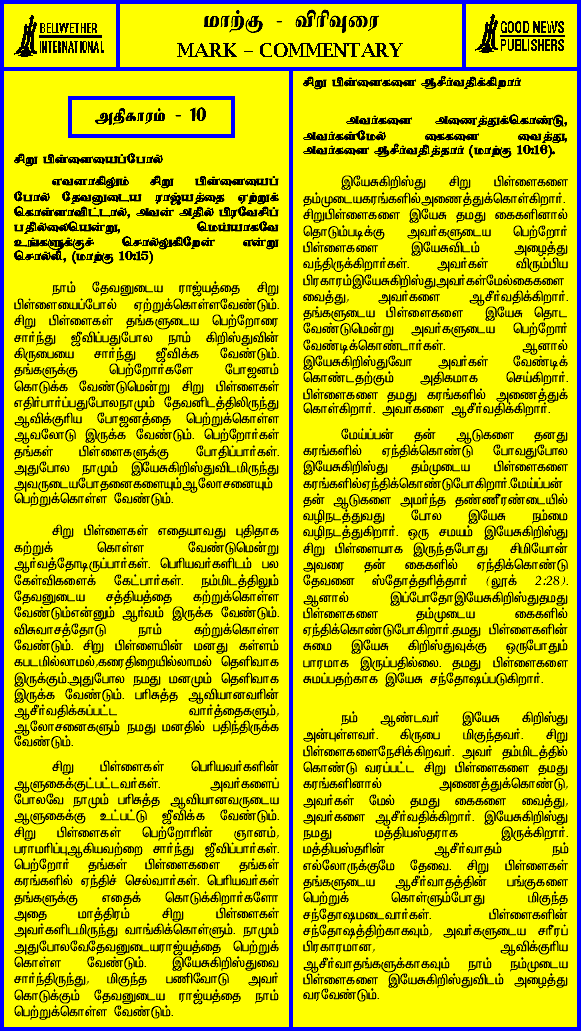 BELLWETHER
INTERNATIONAL
மாற்கு - விரிவுரை
MARK – COMMENTARY
GOOD NEWS
PUBLISHERS
அதிகாரம் - 10
சிறு பிள்ளையைப்போல்
எவனாகிலும் சிறு பிள்ளையைப்
போல் தேவனுடைய ராஜ்யத்தை ஏற்றுக்
கொள்ளாவிட்டால், அவன் அதில் பிரவேசிப்
பதில்லையென்று, மெய்யாகவே
உங்களுக்குச் சொல்லுகிறேன் என்று
சொல்லி, (மாற்கு 10:15)
நாம் தேவனுடைய ராஜ்யத்தை சிறு
பிள்ளையைப்போல் ஏற்றுக்கொள்ளவேண்டும்.
சிறு பிள்ளைகள் தங்களுடைய பெற்றோரை
சார்ந்து ஜீவிப்பதுபோல நாம் கிறிஸ்துவின்
கிருபையை சார்ந்து ஜீவிக்க வேண்டும்.
தங்களுக்கு பெற்றோர்களே போஜனம்
கொடுக்க வேண்டுமென்று சிறு பிள்ளைகள்
எதிர்பார்ப்பதுபோலநாமும் தேவனிடத்திலிருந்து
ஆவிக்குரிய போஜனத்தை பெற்றுக்கொள்ள
ஆவலோடு இருக்க வேண்டும். பெற்றோர்கள்
தங்கள் பிள்ளைகளுக்கு போதிப்பார்கள்.
அதுபோல நாமும் இயேசுகிறிஸ்துவிடமிருந்து
அவருடையபோதனைகளையும்,ஆலோசனையும்
பெற்றுக்கொள்ள வேண்டும்.
சிறு பிள்ளைகள் எதையாவது புதிதாக
கற்றுக் கொள்ள வேண்டுமென்று
ஆர்வத்தோடிருப்பார்கள். பெரியவர்களிடம் பல
கேள்விகளைக் கேட்பார்கள். நம்மிடத்திலும்
தேவனுடைய சத்தியத்தை கற்றுக்கொள்ள
வேண்டும்என்னும் ஆர்வம் இருக்க வேண்டும்.
விசுவாசத்தோடு நாம் கற்றுக்கொள்ள
வேண்டும். சிறு பிள்ளையின் மனது கள்ளம்
கபடமில்லாமல்,கரைதிறையில்லாமல் தெளிவாக
இருக்கும்.அதுபோல நமது மனமும் தெளிவாக
இருக்க வேண்டும். பரிசுத்த ஆவியானவரின்
ஆசீர்வதிக்கப்பட்ட வார்த்தைகளும்,
ஆலோசனைகளும் நமது மனதில் பதிந்திருக்க
வேண்டும்.
சிறு பிள்ளைகள் பெரியவர்களின்
ஆளுகைக்குட்பட்டவர்கள். அவர்களைப்
போலவே நாமும் பரிசுத்த ஆவியானவருடைய
ஆளுகைக்கு உட்பட்டு ஜீவிக்க வேண்டும்.
சிறு பிள்ளைகள் பெற்றோரின் ஞானம்,
பராமரிப்புஆகியவற்றை சார்ந்து ஜீவிப்பார்கள்.
பெற்றோர் தங்கள் பிள்ளைகளை தங்கள்
கரங்களில் ஏந்திச் செல்வார்கள். பெரியவர்கள்
தங்களுக்கு எதைக் கொடுக்கிறார்களோ
அதை மாத்திரம் சிறு பிள்ளைகள்
அவர்களிடமிருந்து வாங்கிக்கொள்ளும். நாமும்
அதுபோலவேதேவனுடையராஜ்யத்தை பெற்றுக்
கொள்ள வேண்டும். இயேசுகிறிஸ்துவை
சார்ந்திருந்து, மிகுந்த பணிவோடு அவர்
கொடுக்கும் தேவனுடைய ராஜ்யத்தை நாம்
பெற்றுக்கொள்ள வேண்டும்.
சிறு பிள்ளைகளை ஆசீர்வதிக்கிறார்
அவர்களை அணைத்துக்கொண்டு,
அவர்கள்மேல் கைகளை வைத்து,
அவர்களை ஆசீர்வதித்தார் (மாற்கு 10:16).
இயேசுகிறிஸ்து சிறு பிள்ளைகளை
தம்முடையகரங்களில்அணைத்துக்கொள்கிறார்.
சிறுபிள்ளைகளை இயேசு தமது கைகளினால்
தொடும்படிக்கு அவர்களுடைய பெற்றோர்
பிள்ளைகளை இயேசுவிடம் அழைத்து
வந்திருக்கிறார்கள். அவர்கள் விரும்பிய
பிரகாரம்இயேசுகிறிஸ்துஅவர்கள்மேல்கைகளை
வைத்து, அவர்களை ஆசீர்வதிக்கிறார்.
தங்களுடைய பிள்ளைகளை இயேசு தொட
வேண்டுமென்று அவர்களுடைய பெற்றோர்
வேண்டிக்கொண்டார்கள். ஆனால்
இயேசுகிறிஸ்துவோ அவர்கள் வேண்டிக்
கொண்டதற்கும் அதிகமாக செய்கிறார்.
பிள்ளைகளை தமது கரங்களில் அணைத்துக்
கொள்கிறார். அவர்களை ஆசீர்வதிக்கிறார்.
மேய்ப்பன் தன் ஆடுகளை தனது
கரங்களில் ஏந்திக்கொண்டு போவதுபோல
இயேசுகிறிஸ்து தம்முடைய பிள்ளைகளை
கரங்களில்ஏந்திக்கொண்டுபோகிறார்.மேய்ப்பன்
தன் ஆடுகளை அமர்ந்த தண்ணீரண்டையில்
வழிநடத்துவது போல இயேசு நம்மை
வழிநடத்துகிறார். ஒரு சமயம் இயேசுகிறிஸ்து
சிறு பிள்ளையாக இருந்தபோது சிமியோன்
அவரை தன் கைகளில் ஏந்திக்கொண்டு
தேவனை ஸ்தோத்தரித்தார் (லூக் 2:28).
ஆனால் இப்போதோஇயேசுகிறிஸ்துதமது
பிள்ளைகளை தம்முடைய கைகளில்
ஏந்திக்கொண்டுபோகிறார்.தமது பிள்ளைகளின்
சுமை இயேசு கிறிஸ்துவுக்கு ஒருபோதும்
பாரமாக இருப்பதில்லை. தமது பிள்ளைகளை
சுமப்பதற்காக இயேசு சந்தோஷப்படுகிறார்.
நம் ஆண்டவர் இயேசு கிறிஸ்து
அன்புள்ளவர். கிருபை மிகுந்தவர். சிறு
பிள்ளைகளைநேசிக்கிறவர். அவர் தம்மிடத்தில்
கொண்டு வரப்பட்ட சிறு பிள்ளைகளை தமது
கரங்களினால் அணைத்துக்கொண்டு,
அவர்கள் மேல் தமது கைகளை வைத்து,
அவர்களை ஆசீர்வதிக்கிறார். இயேசுகிறிஸ்து
நமது மத்தியஸ்தராக இருக்கிறார்.
மத்தியஸ்தரின் ஆசீர்வாதம் நம்
எல்லோருக்குமே தேவை. சிறு பிள்ளைகள்
தங்களுடைய ஆசீர்வாதத்தின் பங்குகளை
பெற்றுக் கொள்ளும்போது மிகுந்த
சந்தோஷமடைவார்கள். பிள்ளைகளின்
சந்தோஷத்திற்காகவும், அவர்களுடைய சரீரப்
பிரகாரமான, ஆவிக்குரிய
ஆசீர்வாதங்களுக்காகவும் நாம் நம்முடைய
பிள்ளைகளை இயேசுகிறிஸ்துவிடம் அழைத்து
வரவேண்டும்.